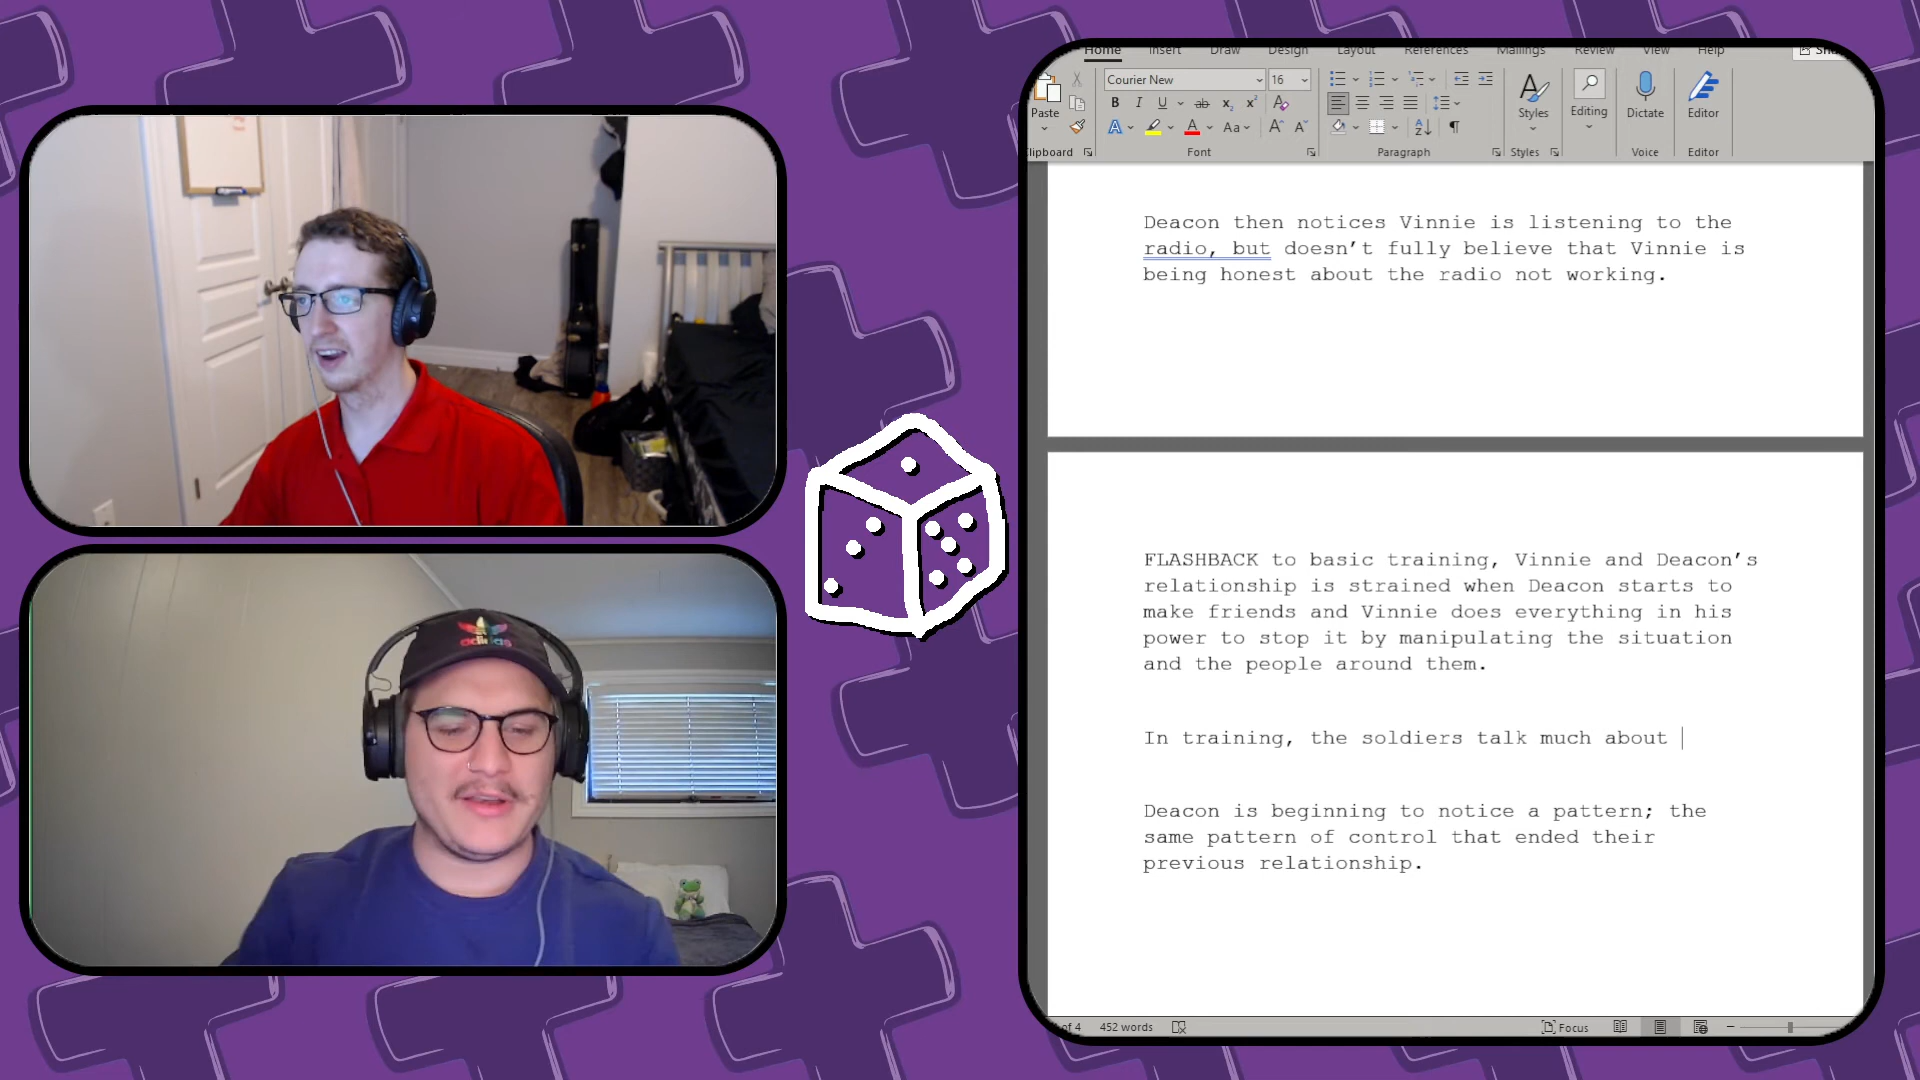 Home Insert Draw Design Layout References Mailings Review View Help
Courier New 16
Paste
Styles
Editing
Dictate
Editor
Font
Paragraph
Styles
Voice
Editor
Deacon then notices Vinnie is listening to the
radio, but doesn’t fully believe that Vinnie is
being honest about the radio not working.
adidas
FLASHBACK to basic training, Vinnie and Deacon’s
relationship is strained when Deacon starts to
make friends and Vinnie does everything in his
power to stop it by manipulating the situation
and the people around them.
In training, the soldiers talk much about
Deacon is beginning to notice a pattern; the
same pattern of control that ended their
previous relationship.
of 4 452 words
Focus